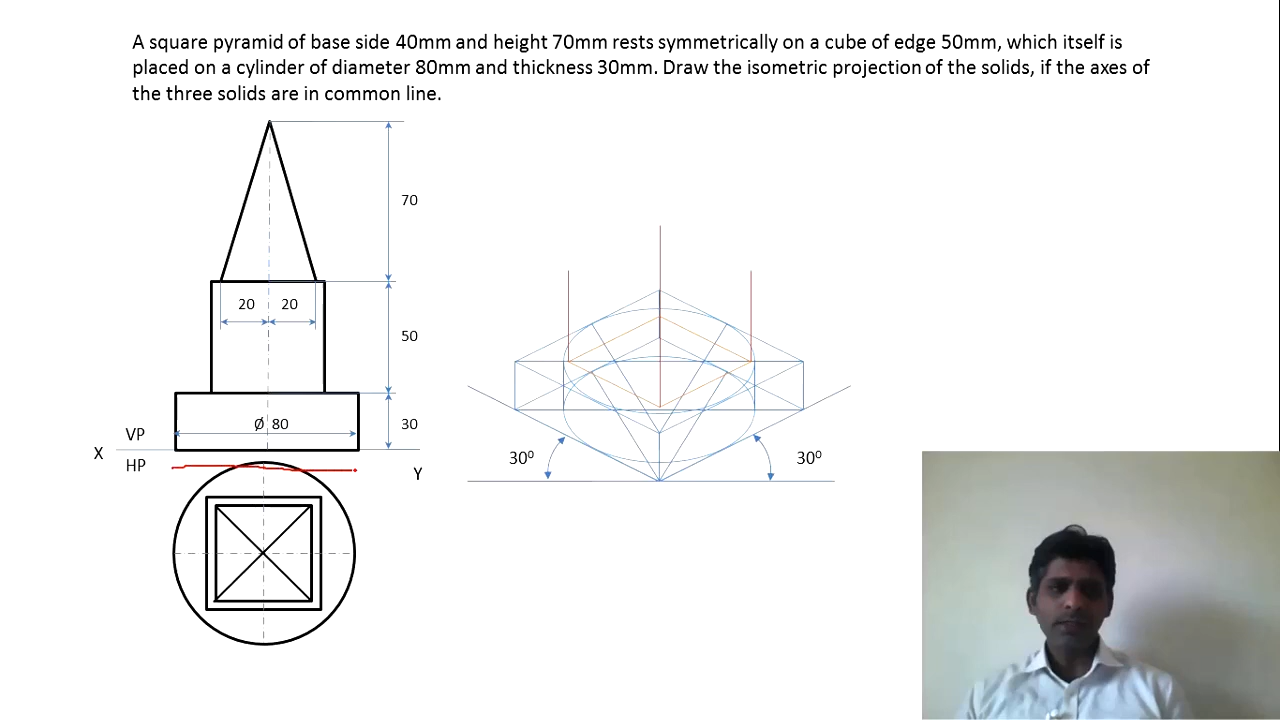 A square pyramid of base side 40mm and height 70mm rests symmetrically on a cube of edge 50mm, which itself is
placed on a cylinder of diameter 80mm and thickness 30mm. Draw the isometric projection of the solids, if the axes of
the three solids are in common line.
70
20 20
50
Ø 80
30
VP
X
HP
Y
30⁰
30⁰